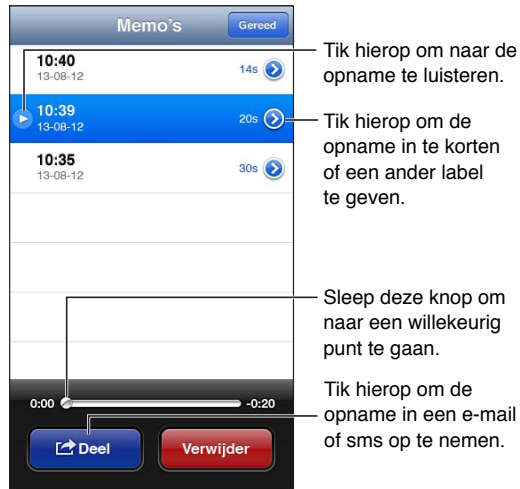 Memo's
Gereed
10:40
13-08-12
14s
10:39
13-08-12
20s
10:35
13-08-12
30s
0:00
-0:20
Deel
Verwijder
Tik hierop om naar de
opname te luisteren.
Tik hierop om de
opname in te korten
of een ander label
te geven.
Sleep deze knop om
naar een willekeurig
punt te gaan.
Tik hierop om de
opname in een e-mail
of sms op te nemen.